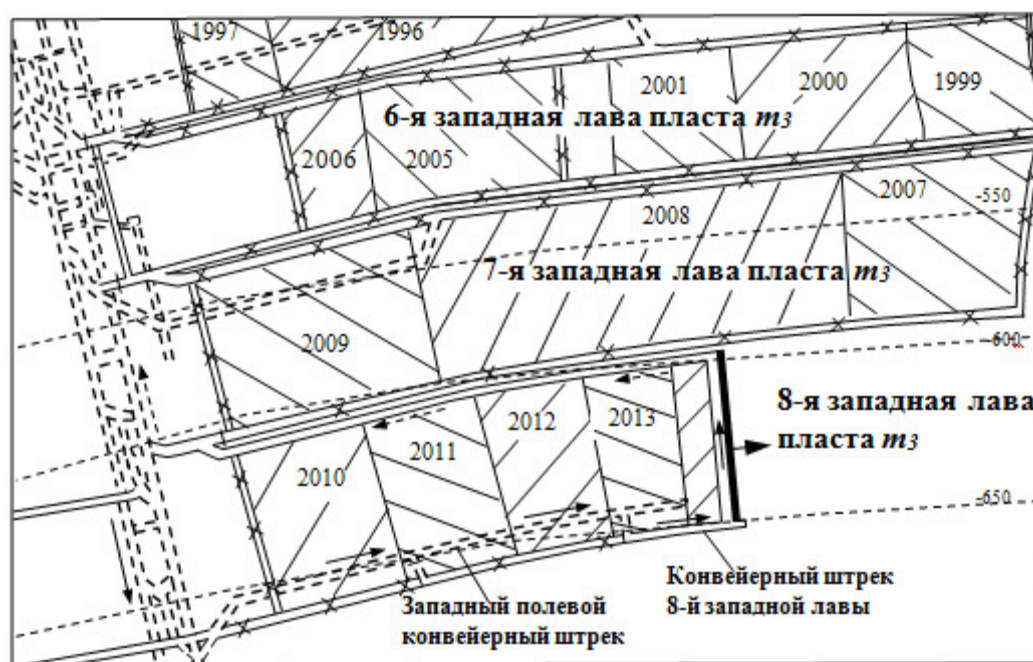 1997
1996
2001
2000
1999
6-я западная лава пласта m3
2006
2005
2007
-550
2008
7-я западная лава пласта m3
2009
-600
8-я западная лава
пласта m3
2013
2012
2011
2010
-650
Конвейерный штрек
8-й западной лавы
Западный полевой
конвейерный штрек